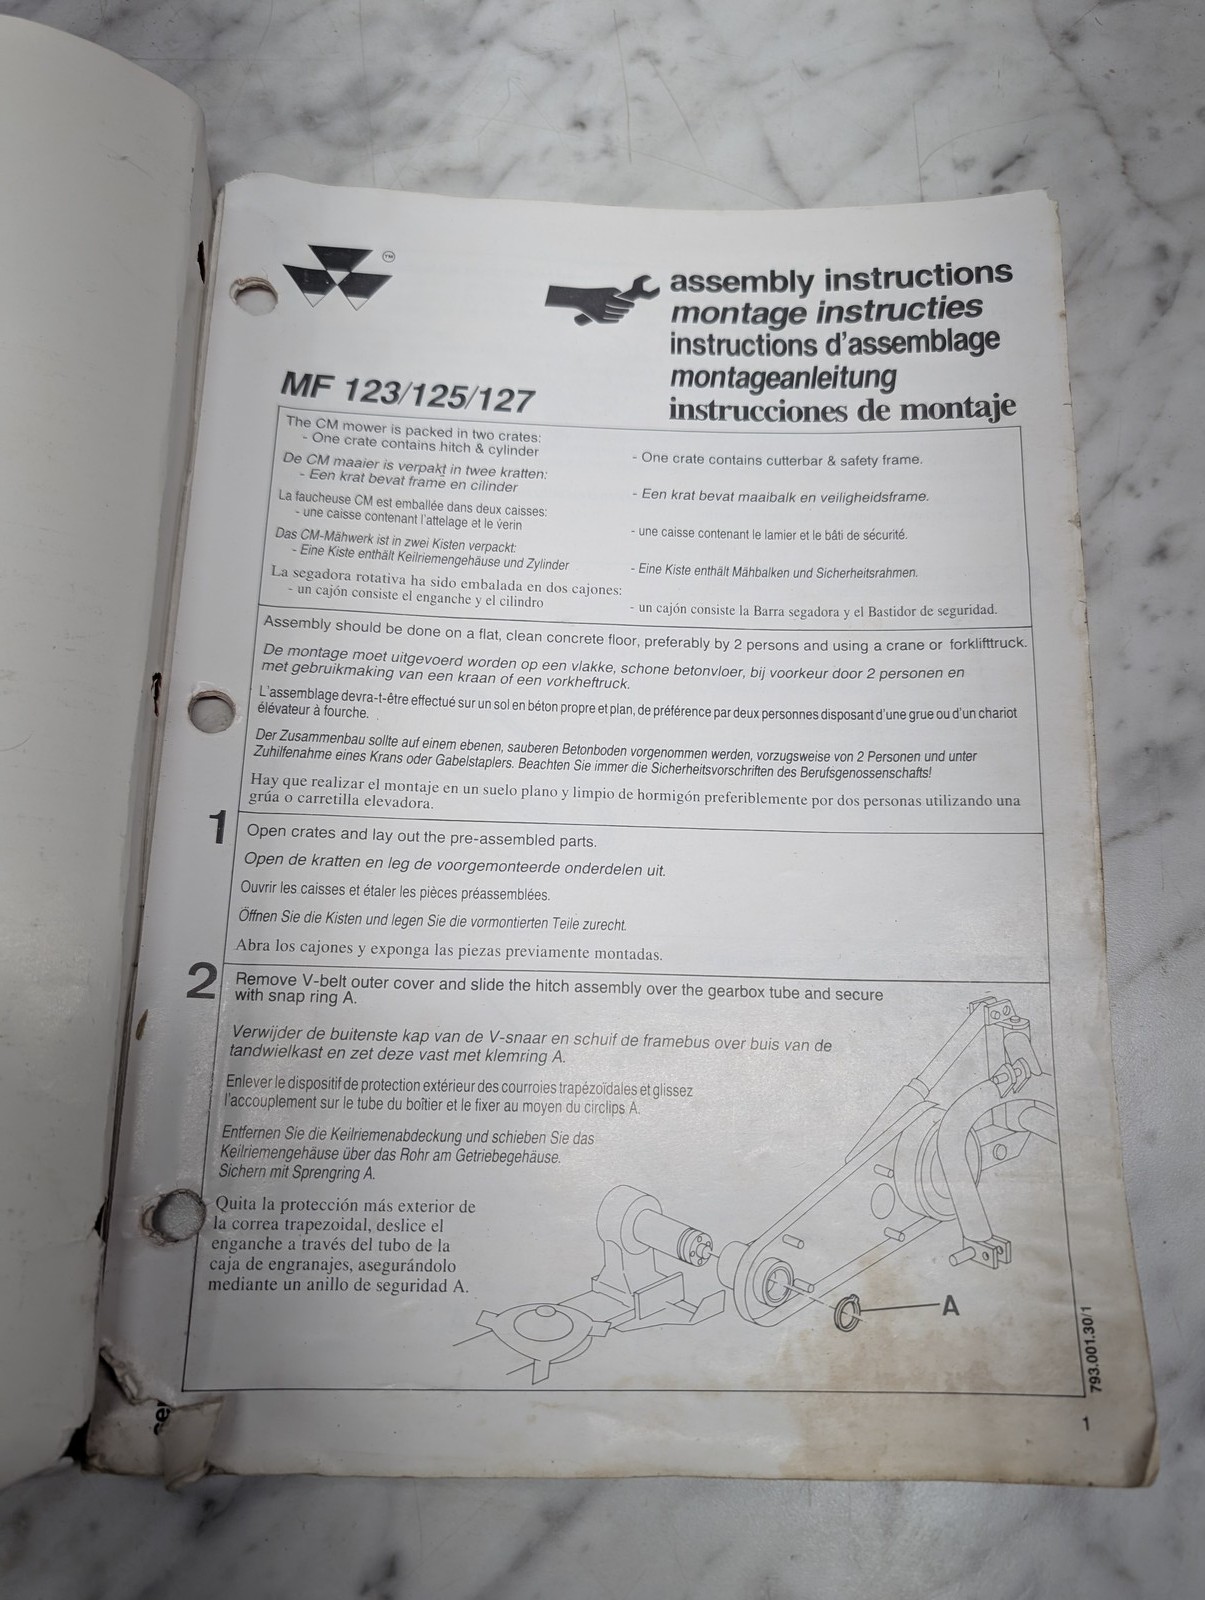 TM
assembly instructions
montage instructies
instructions d'assemblage
montageanleitung
instrucciones de montaje
MF 123/125/127
The CM mower is packed in two crates:
- One crate contains hitch & cylinder
- One crate contains cutterbar & safety frame.
De CM maaier is verpakt in twee kratten:
- Een krat bevat frame en cilinder
- Een krat bevat maaibalk en veiligheidsframe.
La faucheuse CM est emballée dans deux caisses:
- une caisse contenant l'attelage et le verin
- une caisse contenant le lamier et le bâti de sécurité.
Das CM-Mähwerk ist in zwei Kisten verpackt:
- Eine Kiste enthält Keilriemengehäuse und Zylinder
- Eine Kiste enthält Mähbalken und Sicherheitsrahmen.
La segadora rotativa ha sido embalada en dos cajones:
- un cajón consiste el enganche y el cilindro
- un cajón consiste la Barra segadora y el Bastidor de seguridad.
Assembly should be done on a flat, clean concrete floor, preferably by 2 persons and using a crane or forklifttruck.
De montage moet uitgevoerd worden op een vlakke, schone betonvloer, bij voorkeur door 2 personen en
met gebruikmaking van een kraan of een vorkheftruck.
L'assemblage devra-t-être effectué sur un sol en béton propre et plan, de préférence par deux personnes disposant d'une grue ou d'un chariot
élévateur à fourche.
Der Zusammenbau sollte auf einem ebenen, sauberen Betonboden vorgenommen werden, vorzugsweise von 2 Personen und unter
Zuhilfenahme eines Krans oder Gabelstaplers. Beachten Sie immer die Sicherheitsvorschriften des Berufsgenossenschafts!
Hay que realizar el montaje en un suelo plano y limpio de hormigón preferiblemente por dos personas utilizando una
grúa o carretilla elevadora.
1
Open crates and lay out the pre-assembled parts.
Open de kratten en leg de voorgemonteerde onderdelen uit.
Ouvrir les caisses et étaler les pièces préassemblées.
Öffnen Sie die Kisten und legen Sie die vormontierten Teile zurecht.
Abra los cajones y exponga las piezas previamente montadas.
2
Remove V-belt outer cover and slide the hitch assembly over the gearbox tube and secure
with snap ring A.
Verwijder de buitenste kap van de V-snaar en schuif de framebus over buis van de
tandwielkast en zet deze vast met klemring A.
Enlever le dispositif de protection extérieur des courroies trapézoïdales et glissez
l'accouplement sur le tube du boîtier et le fixer au moyen du circlips A.
Entfernen Sie die Keilriemenabdeckung und schieben Sie das
Keilriemengehäuse über das Rohr am Getriebegehäuse.
Sichern mit Sprengring A.
Quita la protección más exterior de
la correa trapezoidal, deslice el
enganche a través del tubo de la
caja de engranajes, asegurándolo
mediante un anillo de seguridad A.
A
793.001.30/1
1